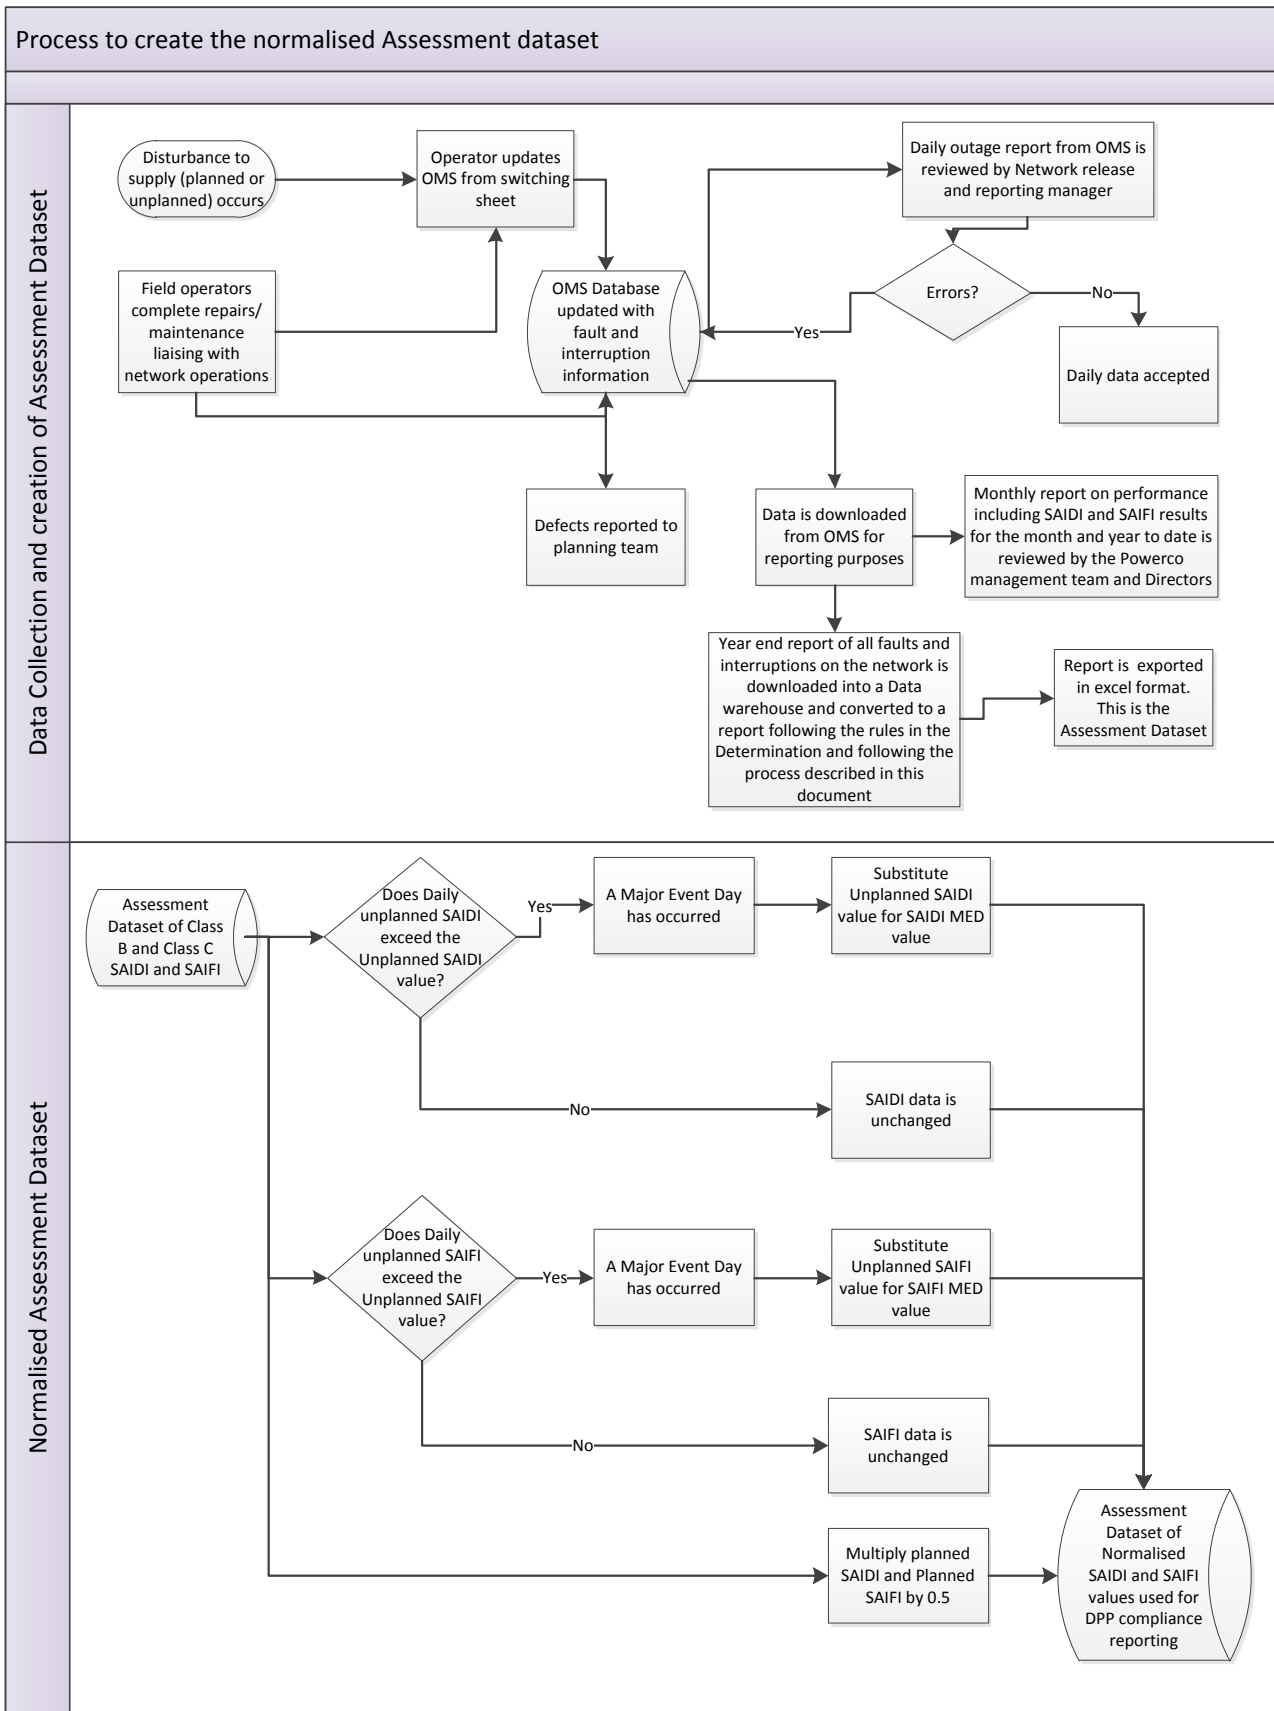 Process to create the normalised Assessment dataset
Data Collection and creation of Assessment Dataset
Disturbance to
supply (planned or
unplanned) occurs
Operator updates
OMS from switching
sheet
Daily outage report from OMS is
reviewed by Network release
and reporting manager
Field operators
complete repairs/
maintenance
liaising with
network operations
OMS Database
updated with
fault and
interruption
information
Errors?
Yes
No
Daily data accepted
Defects reported to
planning team
Data is downloaded
from OMS for
reporting purposes
Monthly report on performance
including SAIDI and SAIFI results
for the month and year to date is
reviewed by the Powerco
management team and Directors
Year end report of all faults and
interruptions on the network is
downloaded into a Data
warehouse and converted to a
report following the rules in the
Determination and following the
process described in this
document
Report is  exported
in excel format.
This is the
Assessment Dataset
Normalised Assessment Dataset
Assessment
Dataset of Class
B and Class C
SAIDI and SAIFI
Does Daily
unplanned SAIDI
exceed the
Unplanned SAIDI
value?
Yes
A Major Event Day
has occurred
Substitute
Unplanned SAIDI
value for SAIDI MED
value
No
SAIDI data is
unchanged
Does Daily
unplanned SAIFI
exceed the
Unplanned SAIFI
value?
Yes
A Major Event Day
has occurred
Substitute
Unplanned SAIFI
value for SAIFI MED
value
No
SAIFI data is
unchanged
Multiply planned
SAIDI and Planned
SAIFI by 0.5
Assessment
Dataset of
Normalised
SAIDI and SAIFI
values used for
DPP compliance
reporting